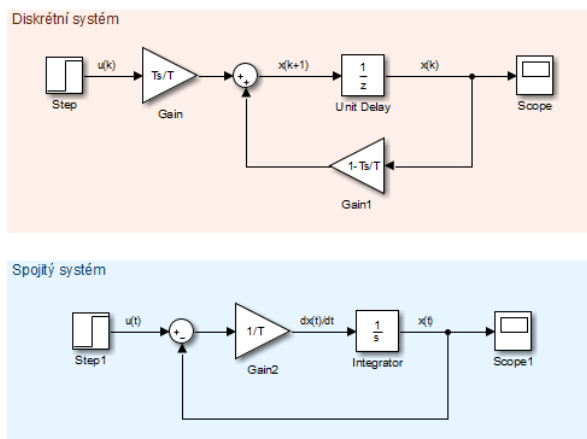 Diskrétní systém
u(k)
Step
Ts/T
Gain
+
+
x(k+1)
1
z
Unit Delay
x(k)
Scope
1-Ts/T
Gain1
Spojitý systém
u(t)
Step1
+
−
1/T
Gain2
dx(t)/dt
1
s
Integrator
x(t)
Scope1